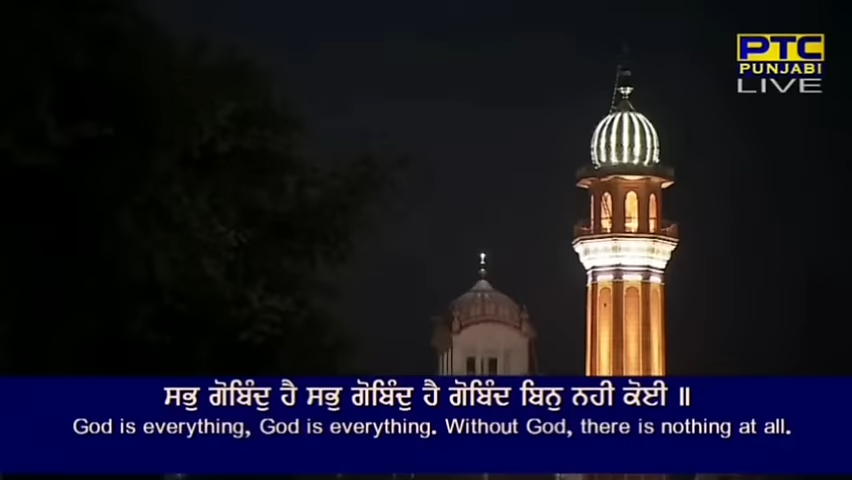 PTC
PUNJABI
LIVE
ਸਭੁ ਗੋਬਿੰਦੁ ਹੈ ਸਭੁ ਗੋਬਿੰਦੁ ਹੈ ਗੋਬਿੰਦ ਬਿਨੁ ਨਹੀ ਕੋਈ ॥
God is everything, God is everything. Without God, there is nothing at all.